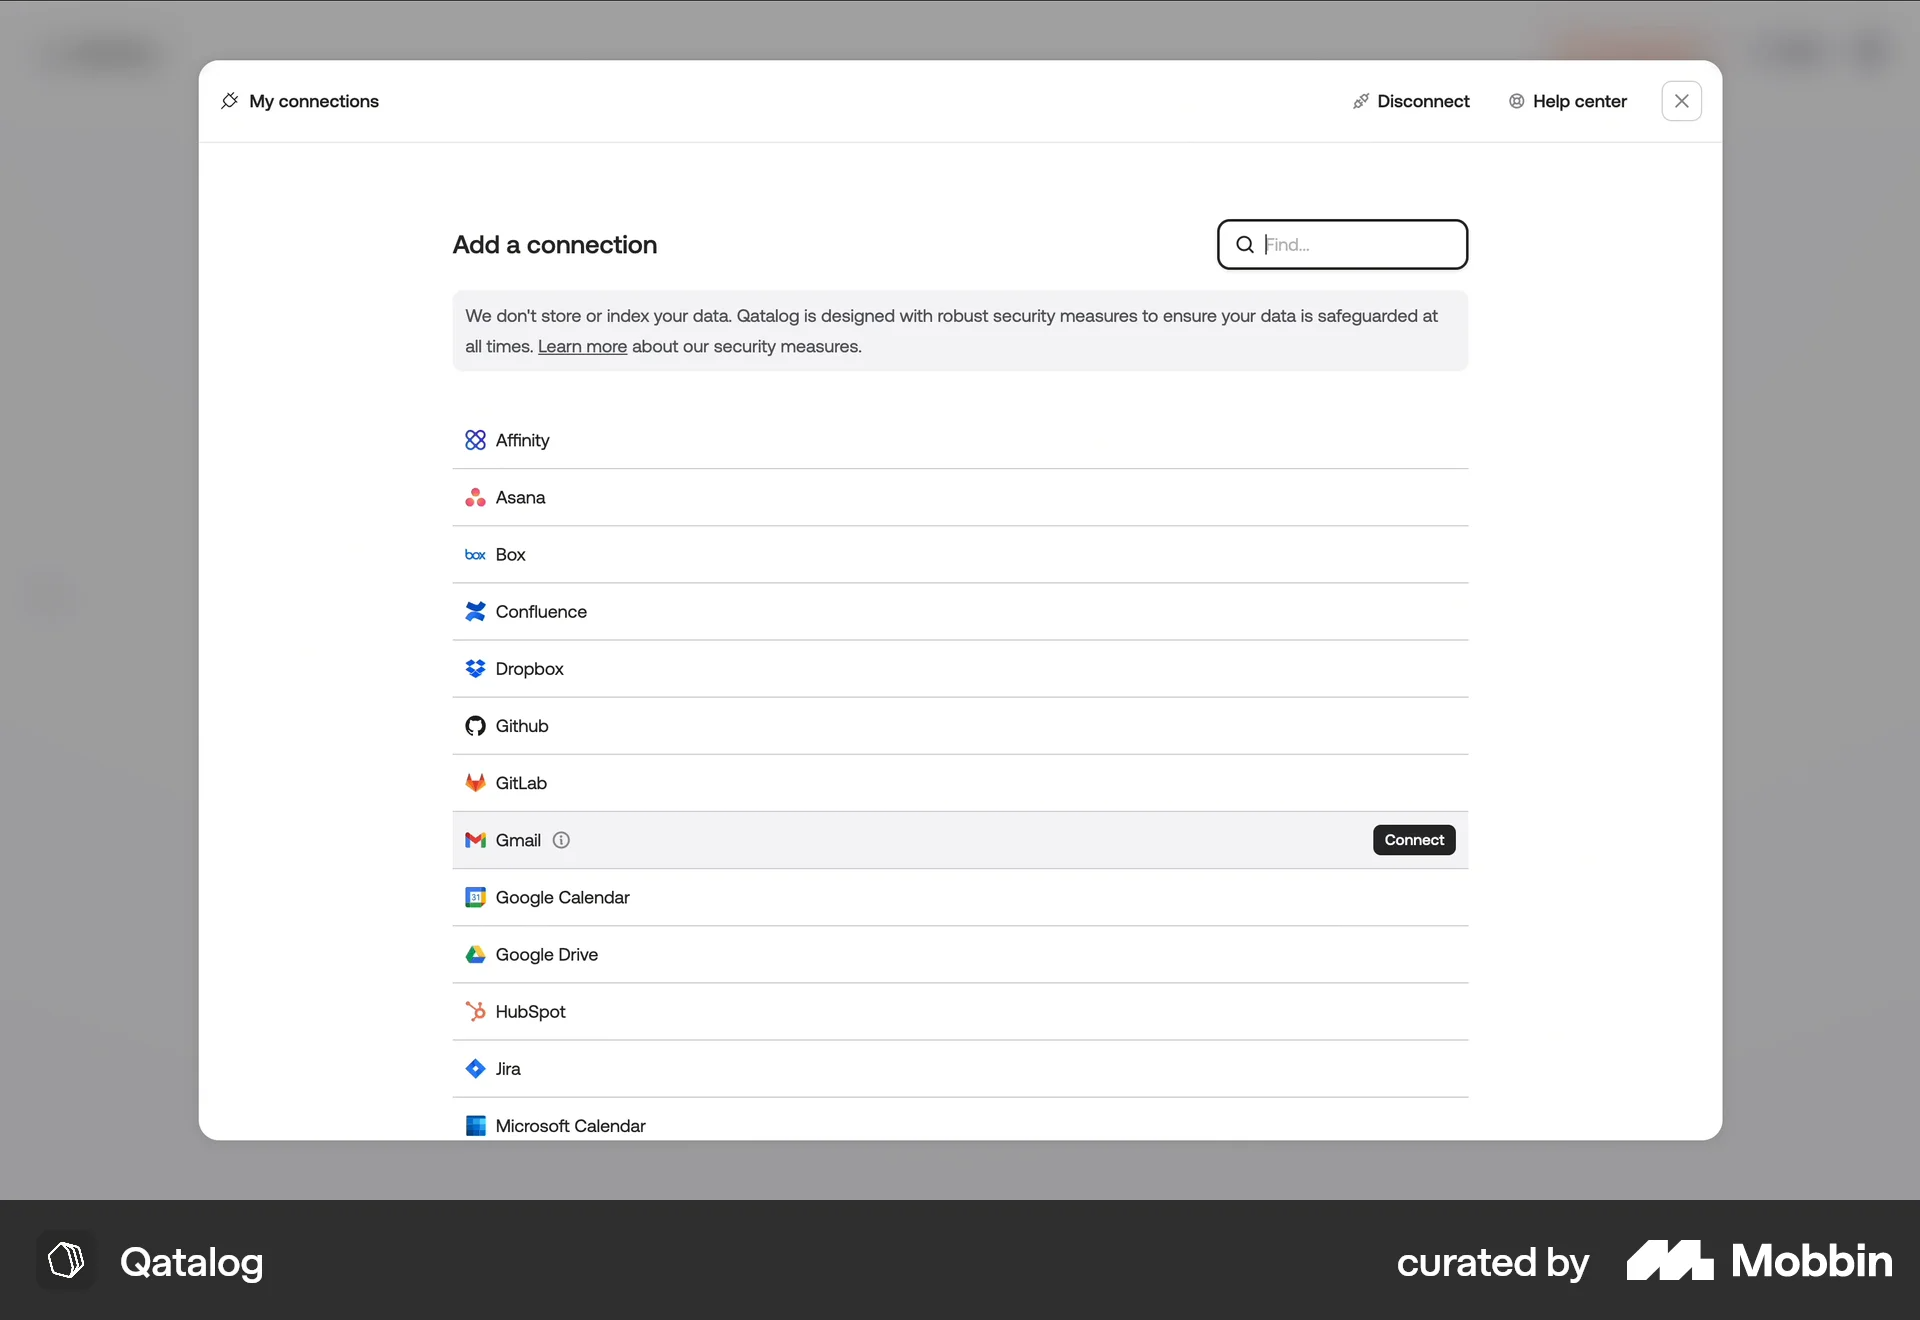 My connections
Disconnect
Help center
Add a connection
Find...
We don't store or index your data. Qatalog is designed with robust security measures to ensure your data is safeguarded at
all times. Learn more about our security measures.
Affinity
Asana
box Box
Confluence
Dropbox
Github
GitLab
Gmail
Connect
31 Google Calendar
Google Drive
HubSpot
Jira
Microsoft Calendar
Qatalog
curated by Mobbin